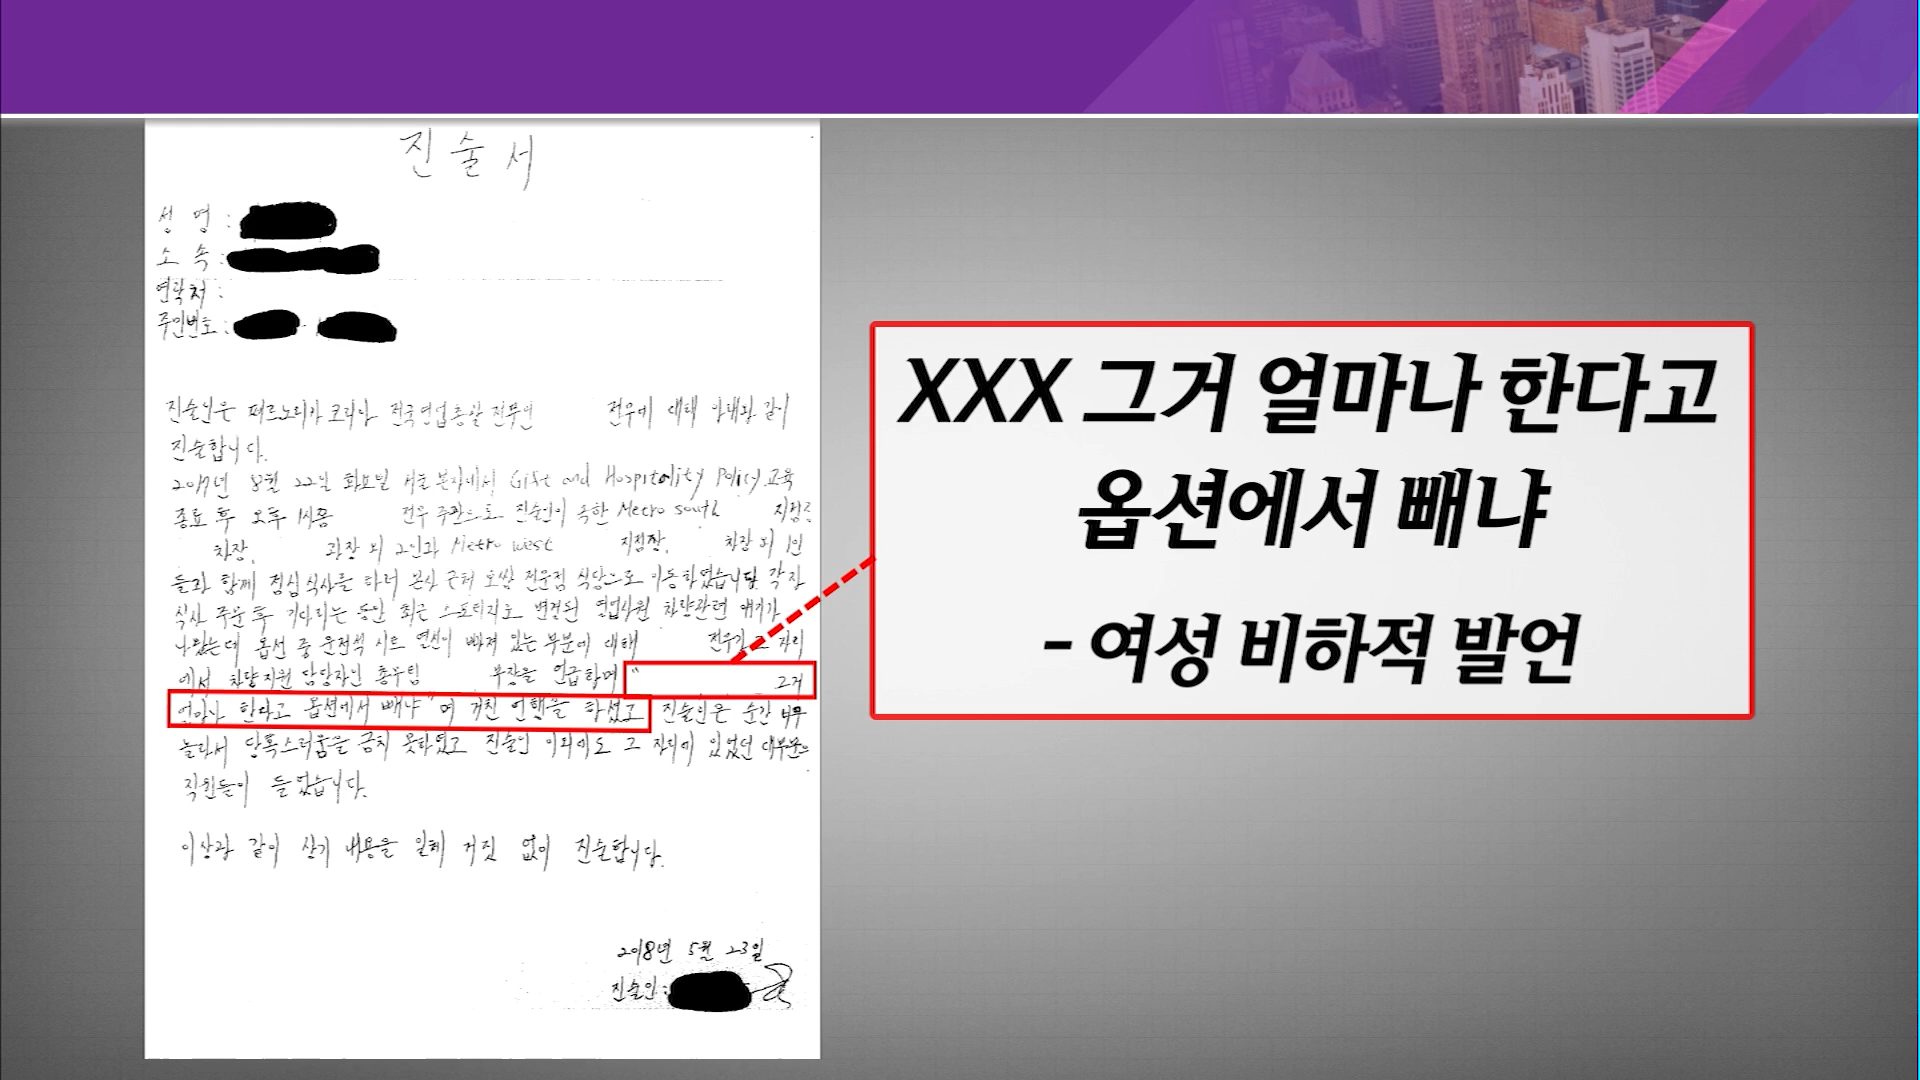 진술서
성 명 :
소 속 :
연락처 :
주민번호 :
진술인은 페르노리카 코리아 전국영업총괄 전무인 전무에 대해 아래와 같이
진술합니다.
2017년 8월 22일 화요일 서울 본사에서 Gift and Hospitality Policy 교육
종료 후 오후 1시쯤 전무 주관으로 진술인이 속한 Metro south 지점장
차장, 과장 외 2인과 Metro West 지점장, 차장 외 1인
들과 함께 점심식사를 하러 본사 근처 보쌈 전문점 식당으로 이동하였습니다. 각자
식사 주문 후 기다리는 동안 최근 스포티지로 변경된 영업사원 차량관련 얘기가
나왔는데 옵션 중 운전석 시트 열선이 빠져 있는 부분에 대해 전무가 그 자리
에서 차량지원 담당자인 총무팀 부장을 언급하며 " 그거
얼마나 한다고 옵션에서 빼냐"며 거친 언행을 하셨고 진술인은 순간 너무
놀라서 당혹스러움을 금치 못하였고 진술인 이외에도 그 자리에 있었던 대부분의
직원들이 들었습니다.
이상과 같이 상기 내용을 일체 거짓 없이 진술합니다.
2018년 5월 23일
진술인 :
XXX 그거 얼마나 한다고
옵션에서 빼냐
- 여성 비하적 발언